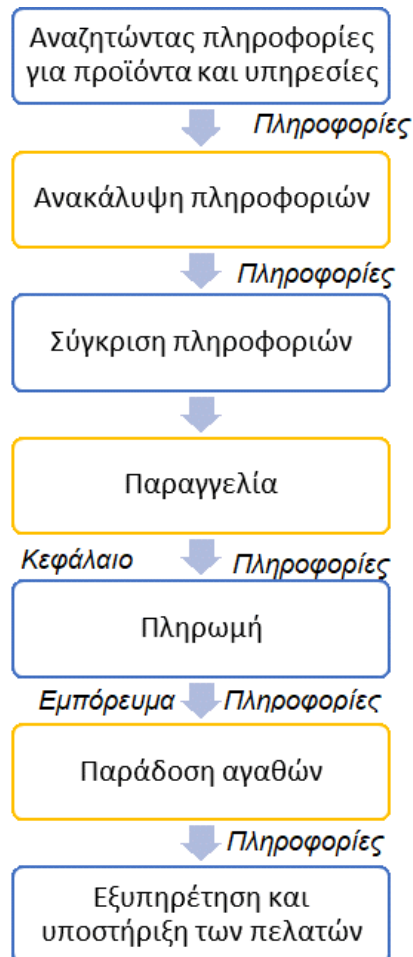 Αναζητώντας πληροφορίες
για προϊόντα και υπηρεσίες
Πληροφορίες
Ανακάλυψη πληροφοριών
Πληροφορίες
Σύγκριση πληροφοριών
Παραγγελία
Κεφάλαιο Πληροφορίες
Πληρωμή
Εμπόρευμα Πληροφορίες
Παράδοση αγαθών
Πληροφορίες
Εξυπηρέτηση και
υποστήριξη των πελατών